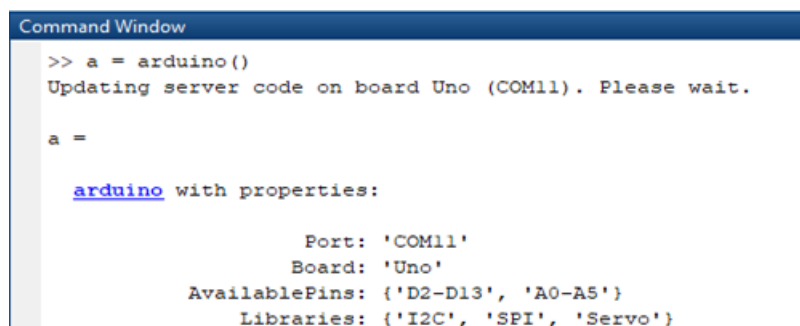 Command Window
>> a = arduino()
Updating server code on board Uno (COM11). Please wait.
a =
arduino with properties:
Port: 'COM11'
Board: 'Uno'
AvailablePins: {'D2-D13', 'A0-A5'}
Libraries: {'I2C', 'SPI', 'Servo'}